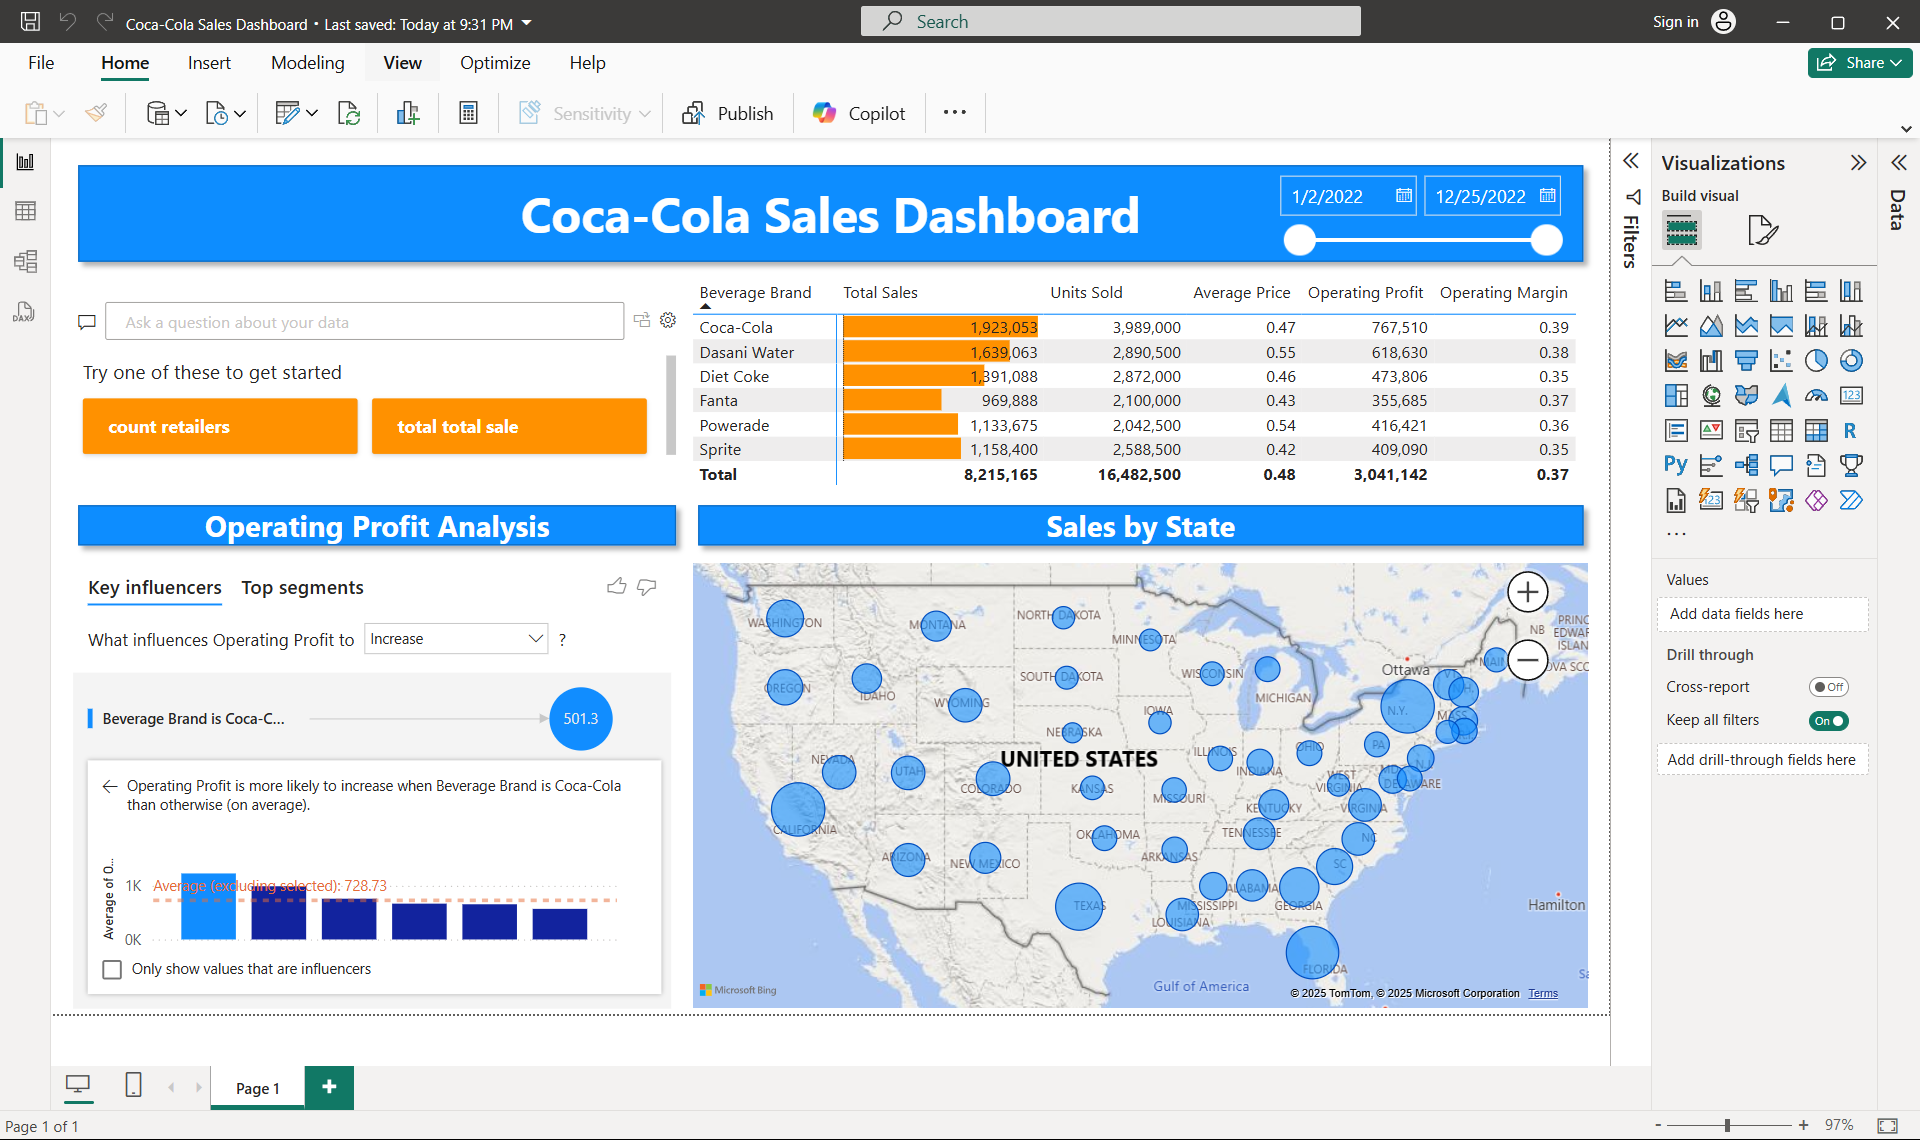 Coca-Cola Sales Dashboard • Last saved: Today at 9:31 PM
Search
Sign in
File Home Insert Modeling View Optimize Help
Share
Sensitivity
Publish
Copilot
DAX
Coca-Cola Sales Dashboard
1/2/2022
12/25/2022
Filters
Visualizations
Data
Build visual
Ask a question about your data
Try one of these to get started
count retailers
total total sale
Beverage Brand Total Sales Units Sold Average Price Operating Profit Operating Margin
Coca-Cola 1,923,053 3,989,000 0.47 767,510 0.39
Dasani Water 1,639,063 2,890,500 0.55 618,630 0.38
Diet Coke 1,391,088 2,872,000 0.46 473,806 0.35
Fanta 969,888 2,100,000 0.43 355,685 0.37
Powerade 1,133,675 2,042,500 0.54 416,421 0.36
Sprite 1,158,400 2,588,500 0.42 409,090 0.35
Total 8,215,165 16,482,500 0.48 3,041,142 0.37
123
R
Py
123
Operating Profit Analysis
Sales by State
Key influencers Top segments
What influences Operating Profit to Increase ?
Beverage Brand is Coca-C...
501.3
Operating Profit is more likely to increase when Beverage Brand is Coca-Cola
than otherwise (on average).
Average of O...
1K
Average (excluding selected): 728.73
0K
Only show values that are influencers
WASHINGTON
MONTANA
NORTH DAKOTA
MINNESOTA
NB
PRINC
EDWAR
ISLAN
OREGON
IDAHO
SOUTH DAKOTA
WISCONSIN
MICHIGAN
Ottawa
MAIN
OVA SCO
VT
N.H.
WYOMING
IOWA
N.Y.
MASS
NEBRASKA
UNITED STATES
NEVADA
UTAH
COLORADO
KANSAS
ILLINOIS
INDIANA
OHIO
PA
N.J.
MD
DELAWARE
MISSOURI
WEST
VIRGINIA
KENTUCKY
VIRGINIA
CALIFORNIA
OKLAHOMA
TENNESSEE
NC
ARIZONA
NEW MEXICO
ARKANSAS
SC
TEXAS
MISSISSIPPI
ALABAMA
GEORGIA
LOUISIANA
Hamilton
FLORIDA
Gulf of America
Sa
Microsoft Bing
© 2025 TomTom, © 2025 Microsoft Corporation Terms
Values
Add data fields here
Drill through
Cross-report Off
Keep all filters On
Add drill-through fields here
Page 1
Page 1 of 1
97%